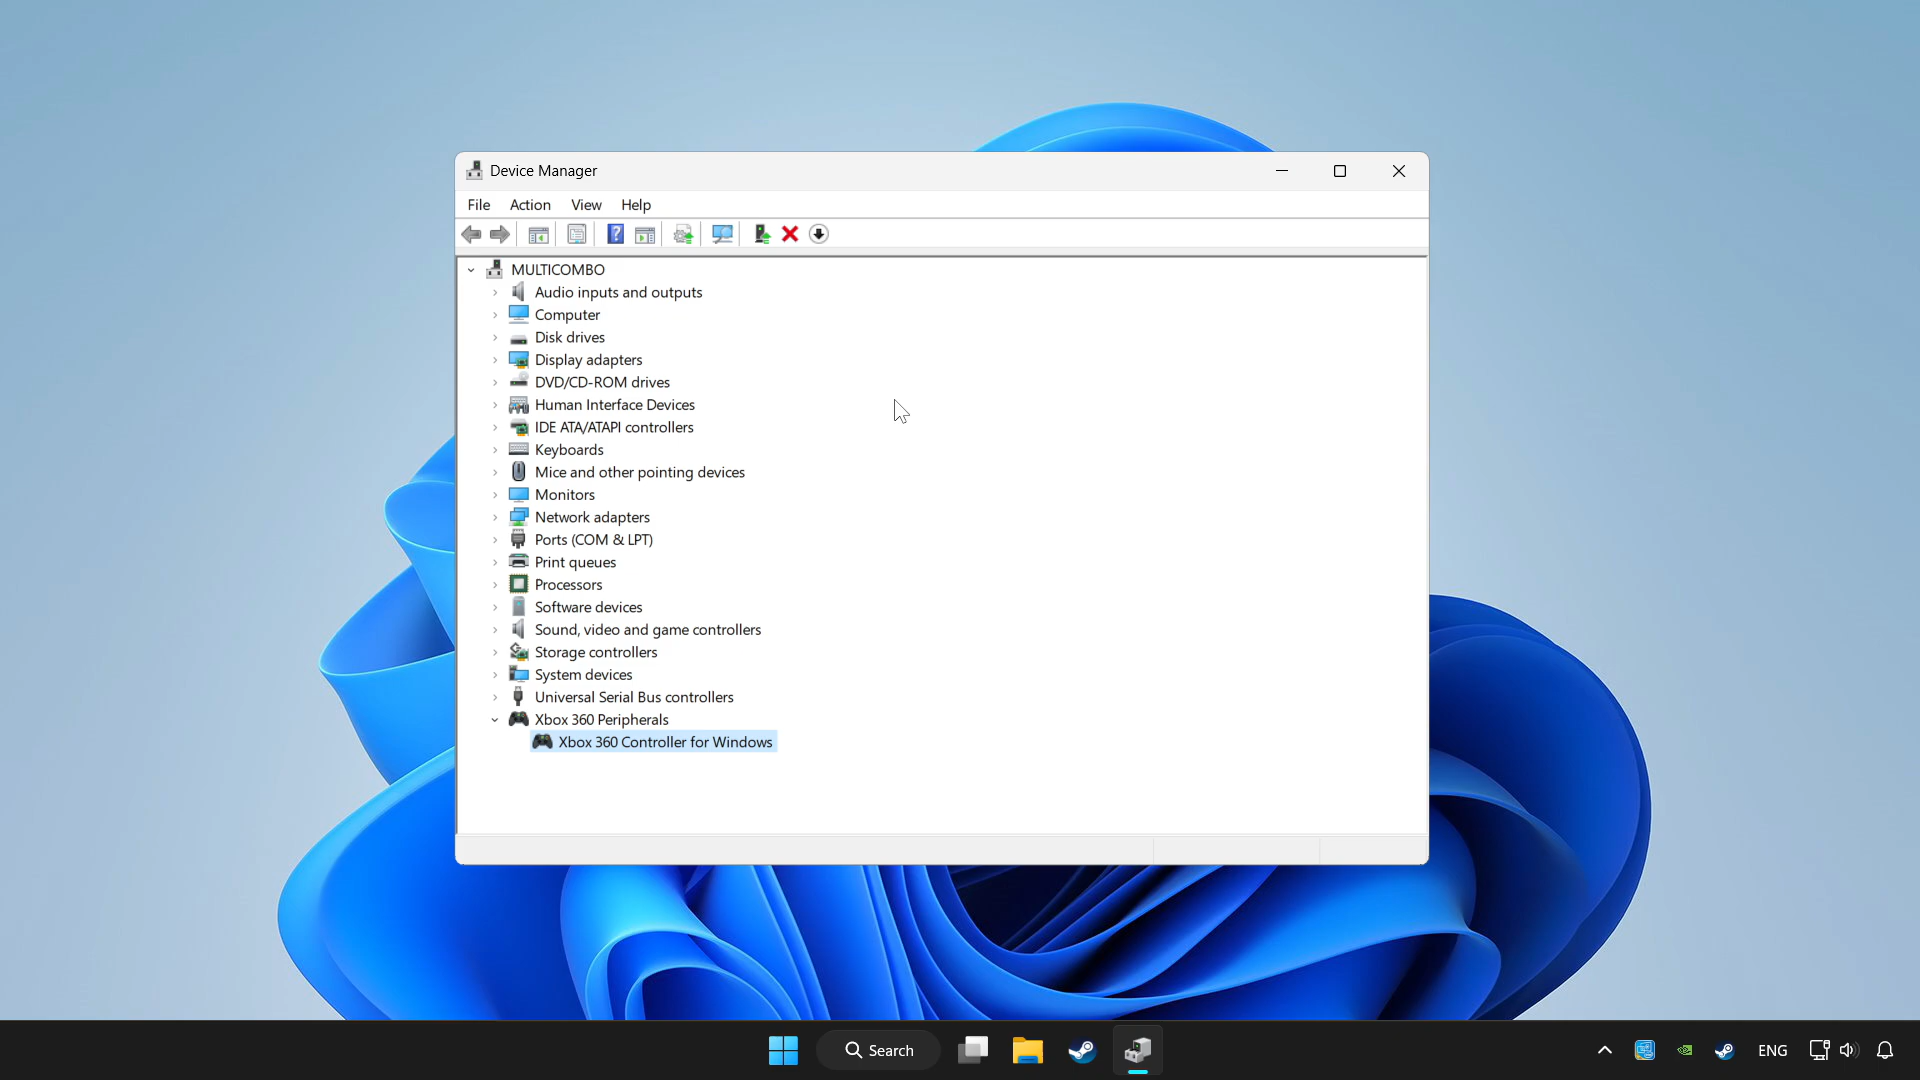 Device Manager
File Action View Help
MULTICOMBO
Audio inputs and outputs
Computer
Disk drives
Display adapters
DVD/CD-ROM drives
Human Interface Devices
IDE ATA/ATAPI controllers
Keyboards
Mice and other pointing devices
Monitors
Network adapters
Ports (COM & LPT)
Print queues
Processors
Software devices
Sound, video and game controllers
Storage controllers
System devices
Universal Serial Bus controllers
Xbox 360 Peripherals
Xbox 360 Controller for Windows
Search ENG